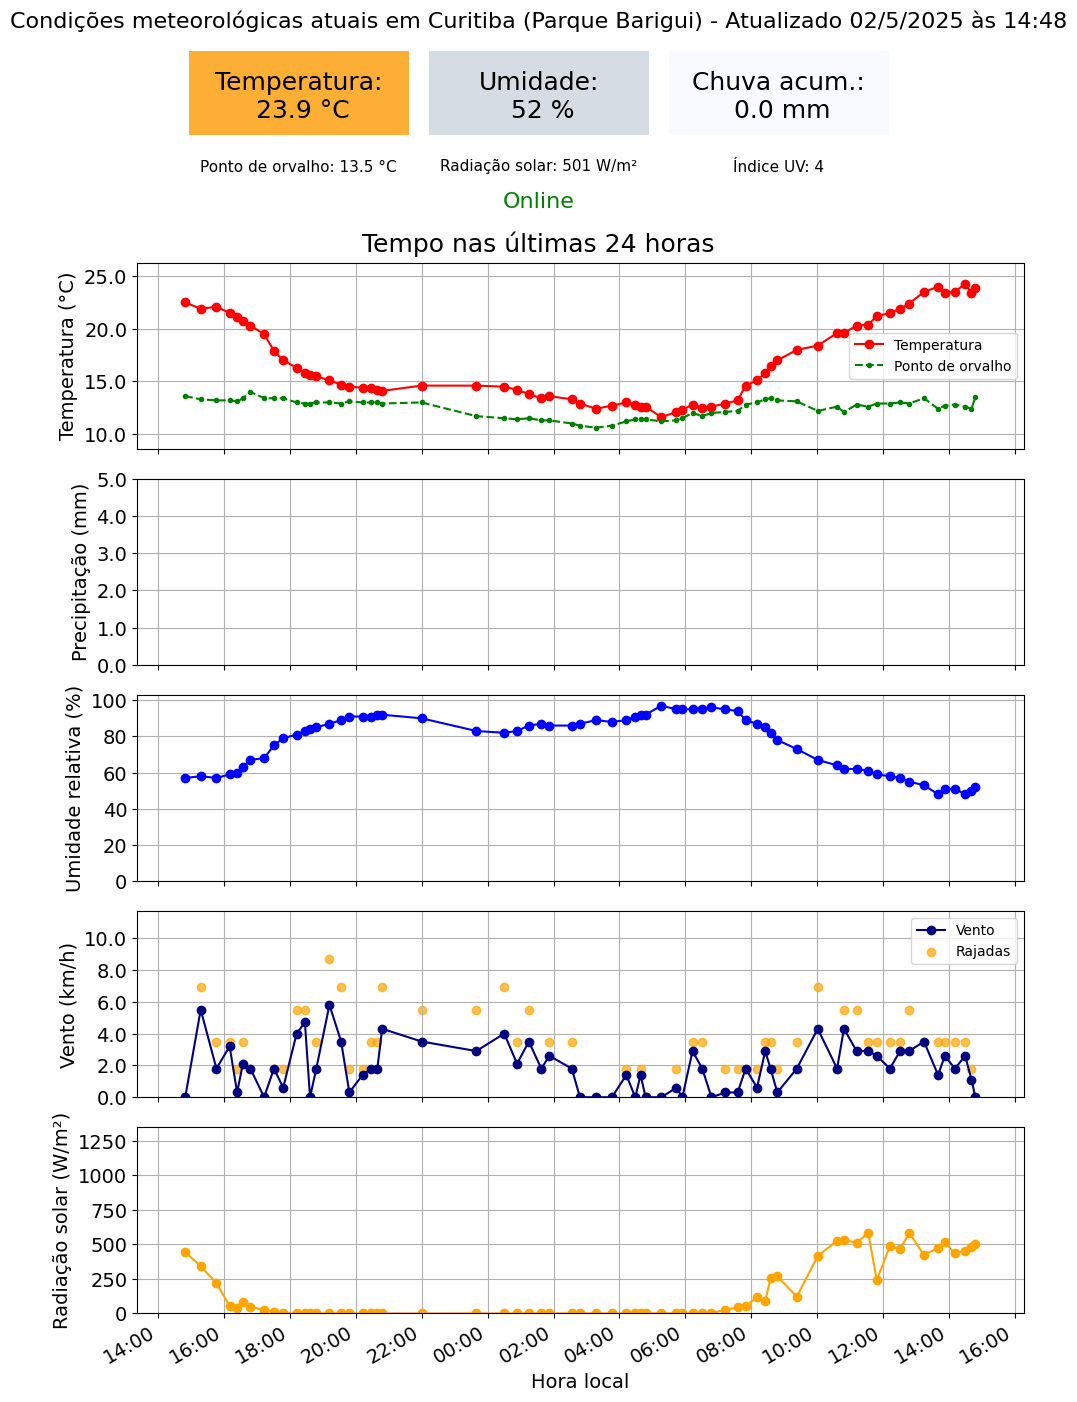 Condições meteorológicas atuais em Curitiba (Parque Barigui) - Atualizado 02/5/2025 às 14:48
Temperatura:
23.9 °C
Umidade:
52 %
Chuva acum.:
0.0 mm
Ponto de orvalho: 13.5 °C
Radiação solar: 501 W/m²
Índice UV: 4
Online
Tempo nas últimas 24 horas
Temperatura (°C)
25.0
20.0
15.0
10.0
Temperatura
Ponto de orvalho
Precipitação (mm)
5.0
4.0
3.0
2.0
1.0
0.0
Umidade relativa (%)
100
80
60
40
20
0
Vento (km/h)
10.0
8.0
6.0
4.0
2.0
0.0
Vento
Rajadas
Radiação solar (W/m²)
1250
1000
750
500
250
0
14:00
16:00
18:00
20:00
22:00
00:00
02:00
04:00
06:00
08:00
10:00
12:00
14:00
16:00
Hora local